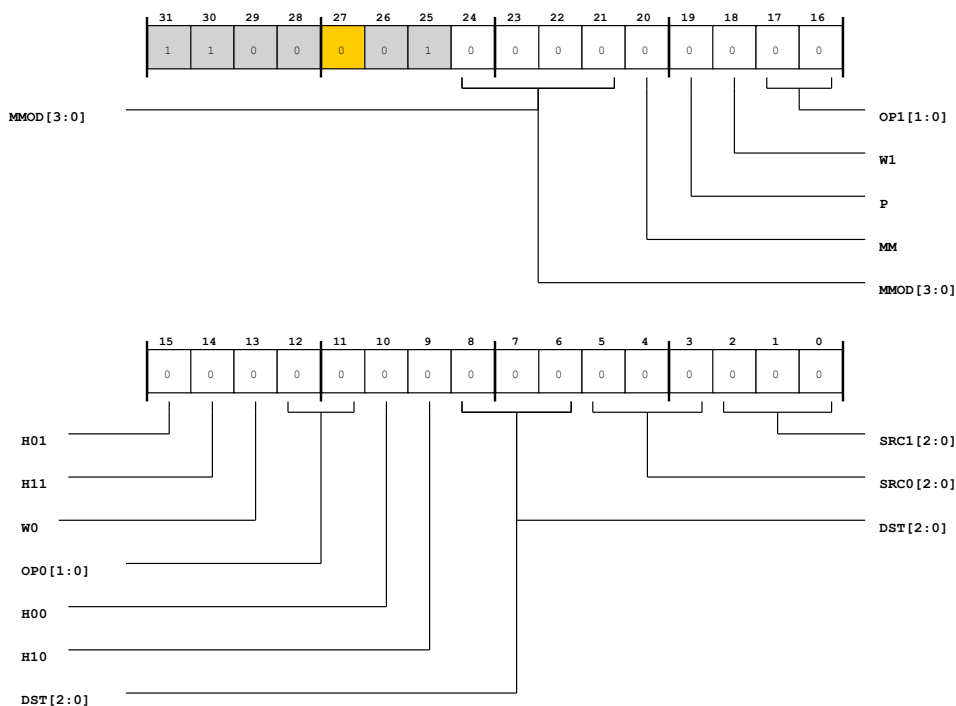 31 30 29 28 27 26 25 24 23 22 21 20 19 18 17 16
1 1 0 0 0 0 1 0 0 0 0 0 0 0 0 0
MMOD[3:0]
OP1[1:0]
W1
P
MM
MMOD[3:0]
15 14 13 12 11 10 9 8 7 6 5 4 3 2 1 0
0 0 0 0 0 0 0 0 0 0 0 0 0 0 0 0
H01
SRC1[2:0]
H11
SRC0[2:0]
W0
DST[2:0]
OP0[1:0]
H00
H10
DST[2:0]